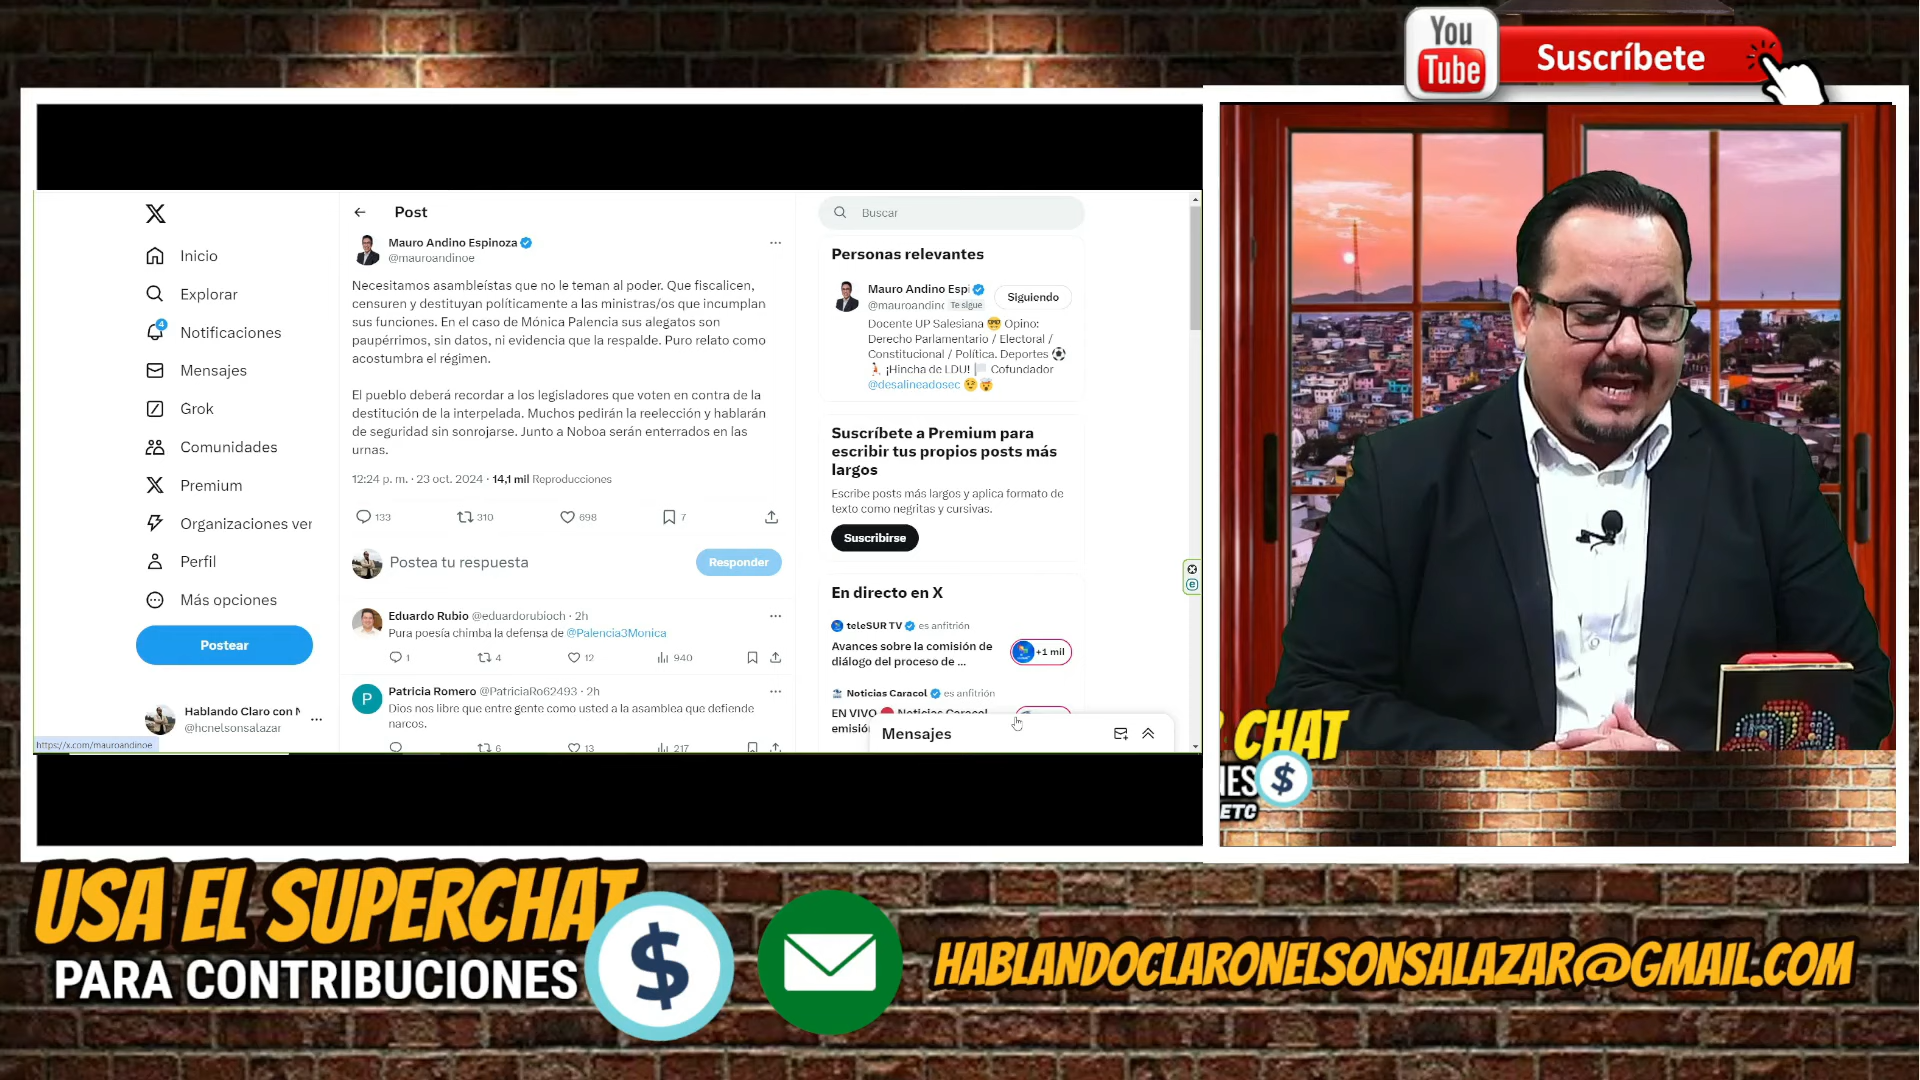 You
Tube
Suscríbete
Inicio
Explorar
4
Notificaciones
Mensajes
Grok
Comunidades
Premium
Organizaciones ver
Perfil
Más opciones
Postear
Hablando Claro con N
@hcnelsonsalazar
https://x.com/mauroandinoe
Post
Mauro Andino Espinoza
@mauroandinoe
Necesitamos asambleístas que no le teman al poder. Que fiscalicen,
censuren y destituyan políticamente a las ministras/os que incumplan
sus funciones. En el caso de Mónica Palencia sus alegatos son
paupérrimos, sin datos, ni evidencia que la respalde. Puro relato como
acostumbra el régimen.
El pueblo deberá recordar a los legisladores que voten en contra de la
destitución de la interpelada. Muchos pedirán la reelección y hablarán
de seguridad sin sonrojarse. Junto a Noboa serán enterrados en las
urnas.
12:24 p. m. · 23 oct. 2024 · 14,1 mil Reproducciones
133 310 698 7
Postea tu respuesta
Responder
Eduardo Rubio @eduardorubioch · 2h
Pura poesía chimba la defensa de @Palencia3Monica
1 4 12 940
P
Patricia Romero @PatriciaRo62493 · 2h
Dios nos libre que entre gente como usted a la asamblea que defiende
narcos.
6 13 217
Buscar
Personas relevantes
Mauro Andino Espi
@mauroandino Te sigue
Siguiendo
Docente UP Salesiana 🤓 Opino:
Derecho Parlamentario / Electoral /
Constitucional / Política. Deportes ⚽
¡Hincha de LDU! Cofundador
@desalineadosec
Suscríbete a Premium para
escribir tus propios posts más
largos
Escribe posts más largos y aplica formato de
texto como negritas y cursivas.
Suscribirse
En directo en X
teleSUR TV es anfitrión
Avances sobre la comisión de
diálogo del proceso de ...
+1 mil
Noticias Caracol es anfitrión
EN VIVO 🔴 Noticias Caracol
emisió
Mensajes
CHAT
NES
$
ETC
USA EL SUPERCHAT
PARA CONTRIBUCIONES
$
HABLANDOCLARONELSONSALAZAR@GMAIL.COM